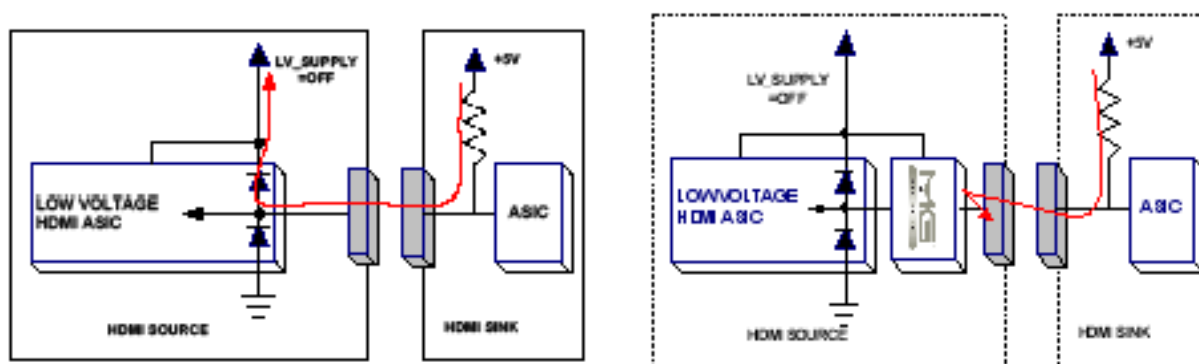 LV_SUPPLY
=OFF
+5V
LOW VOLTAGE
HDMI ASIC
ASIC
HDMI SOURCE
HDMI SINK
LV_SUPPLY
=OFF
+5V
LOWVOLTAGE
HDMI ASIC
ASIC
HDMI SOURCE
HDMI SINK